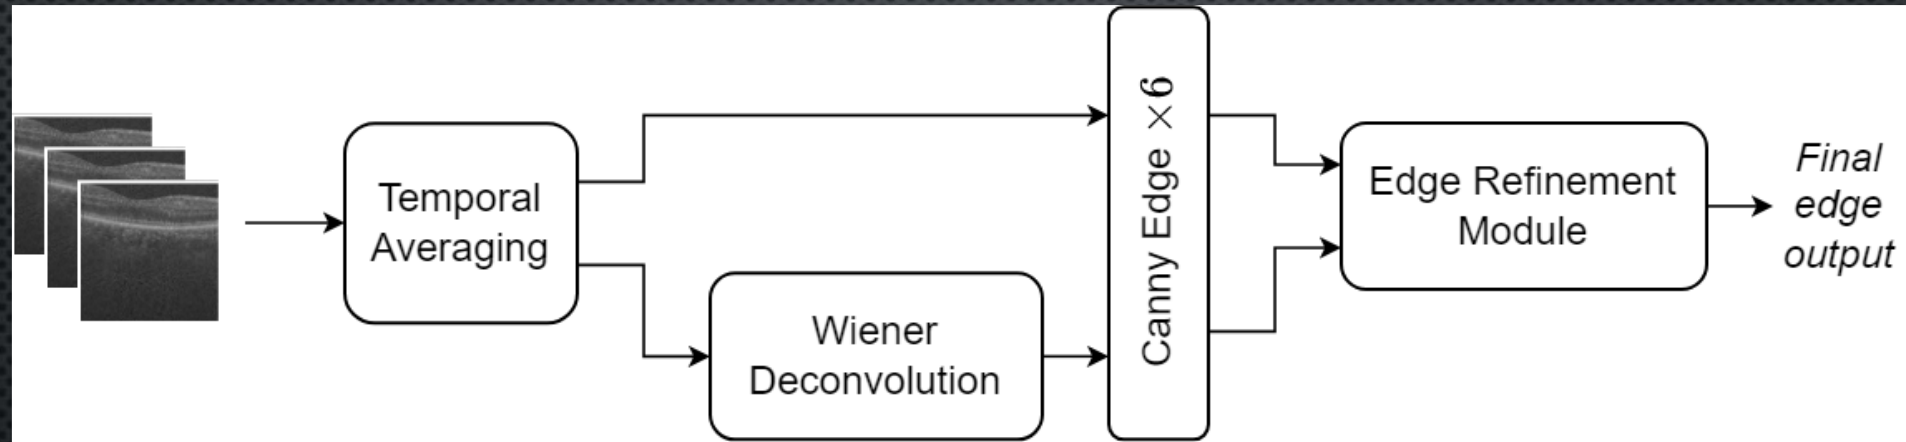 Temporal
Averaging
Wiener
Deconvolution
Canny Edge ×6
Edge Refinement
Module
Final
edge
output